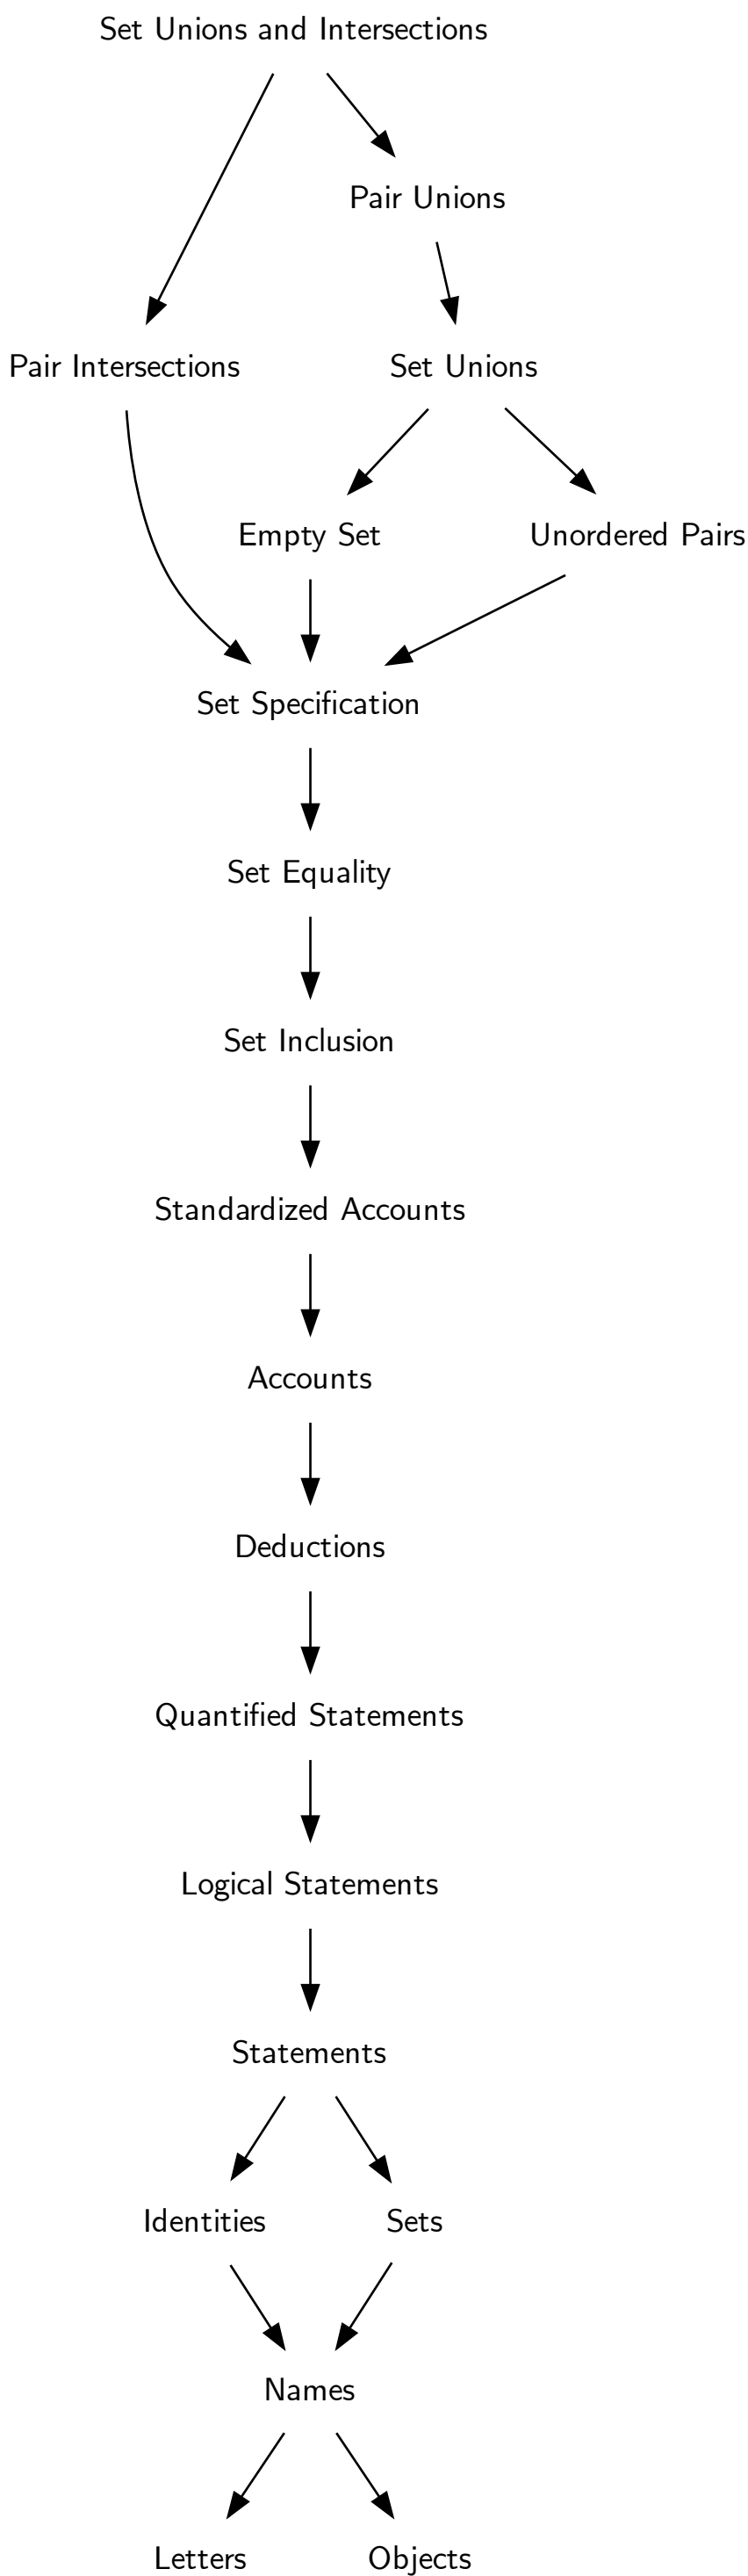 Set Unions and Intersections
Pair Unions
Pair Intersections
Set Unions
Empty Set
Unordered Pairs
Set Specification
Set Equality
Set Inclusion
Standardized Accounts
Accounts
Deductions
Quantified Statements
Logical Statements
Statements
Identities
Sets
Names
Letters
Objects